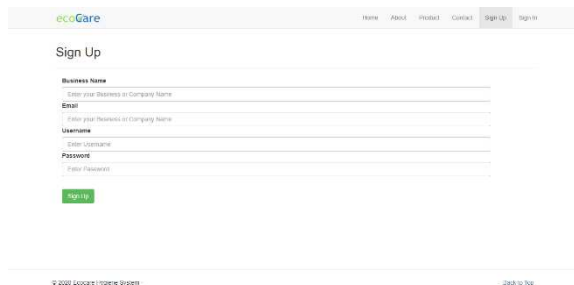 ecoCare
Home About Product Contact Sign Up Sign In
Sign Up
Business Name
Enter your Business or Company Name
Email
Enter your Business or Company Name
Username
Enter Username
Password
Enter Password
Sign Up
© 2020 Ecocare Hygiene System
Back to Top